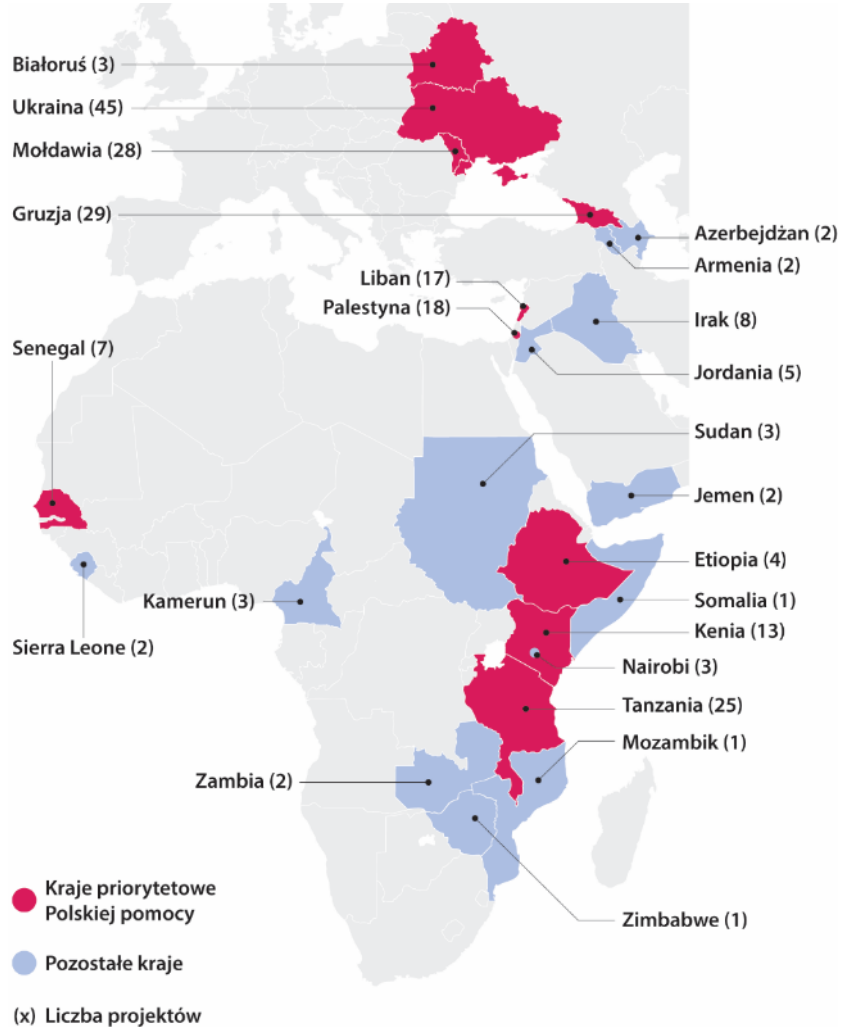 Białoruś (3)
Ukraina (45)
Mołdawia (28)
Gruzja (29)
Azerbejdżan (2)
Armenia (2)
Liban (17)
Palestyna (18)
Irak (8)
Senegal (7)
Jordania (5)
Sudan (3)
Jemen (2)
Etiopia (4)
Kamerun (3)
Somalia (1)
Kenia (13)
Sierra Leone (2)
Nairobi (3)
Tanzania (25)
Mozambik (1)
Zambia (2)
Zimbabwe (1)
Kraje priorytetowe
Polskiej pomocy
Pozostałe kraje
(x) Liczba projektów